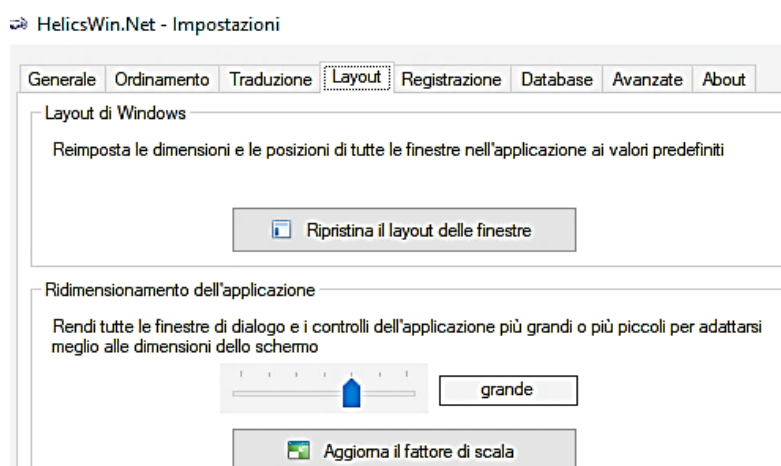 HelicsWin.Net - Impostazioni
Generale Ordinamento Traduzione Layout Registrazione Database Avanzate About
Layout di Windows
Reimposta le dimensioni e le posizioni di tutte le finestre nell'applicazione ai valori predefiniti
Ripristina il layout delle finestre
Ridimensionamento dell'applicazione
Rendi tutte le finestre di dialogo e i controlli dell'applicazione più grandi o più piccoli per adattarsi
meglio alle dimensioni dello schermo
grande
Aggiorna il fattore di scala